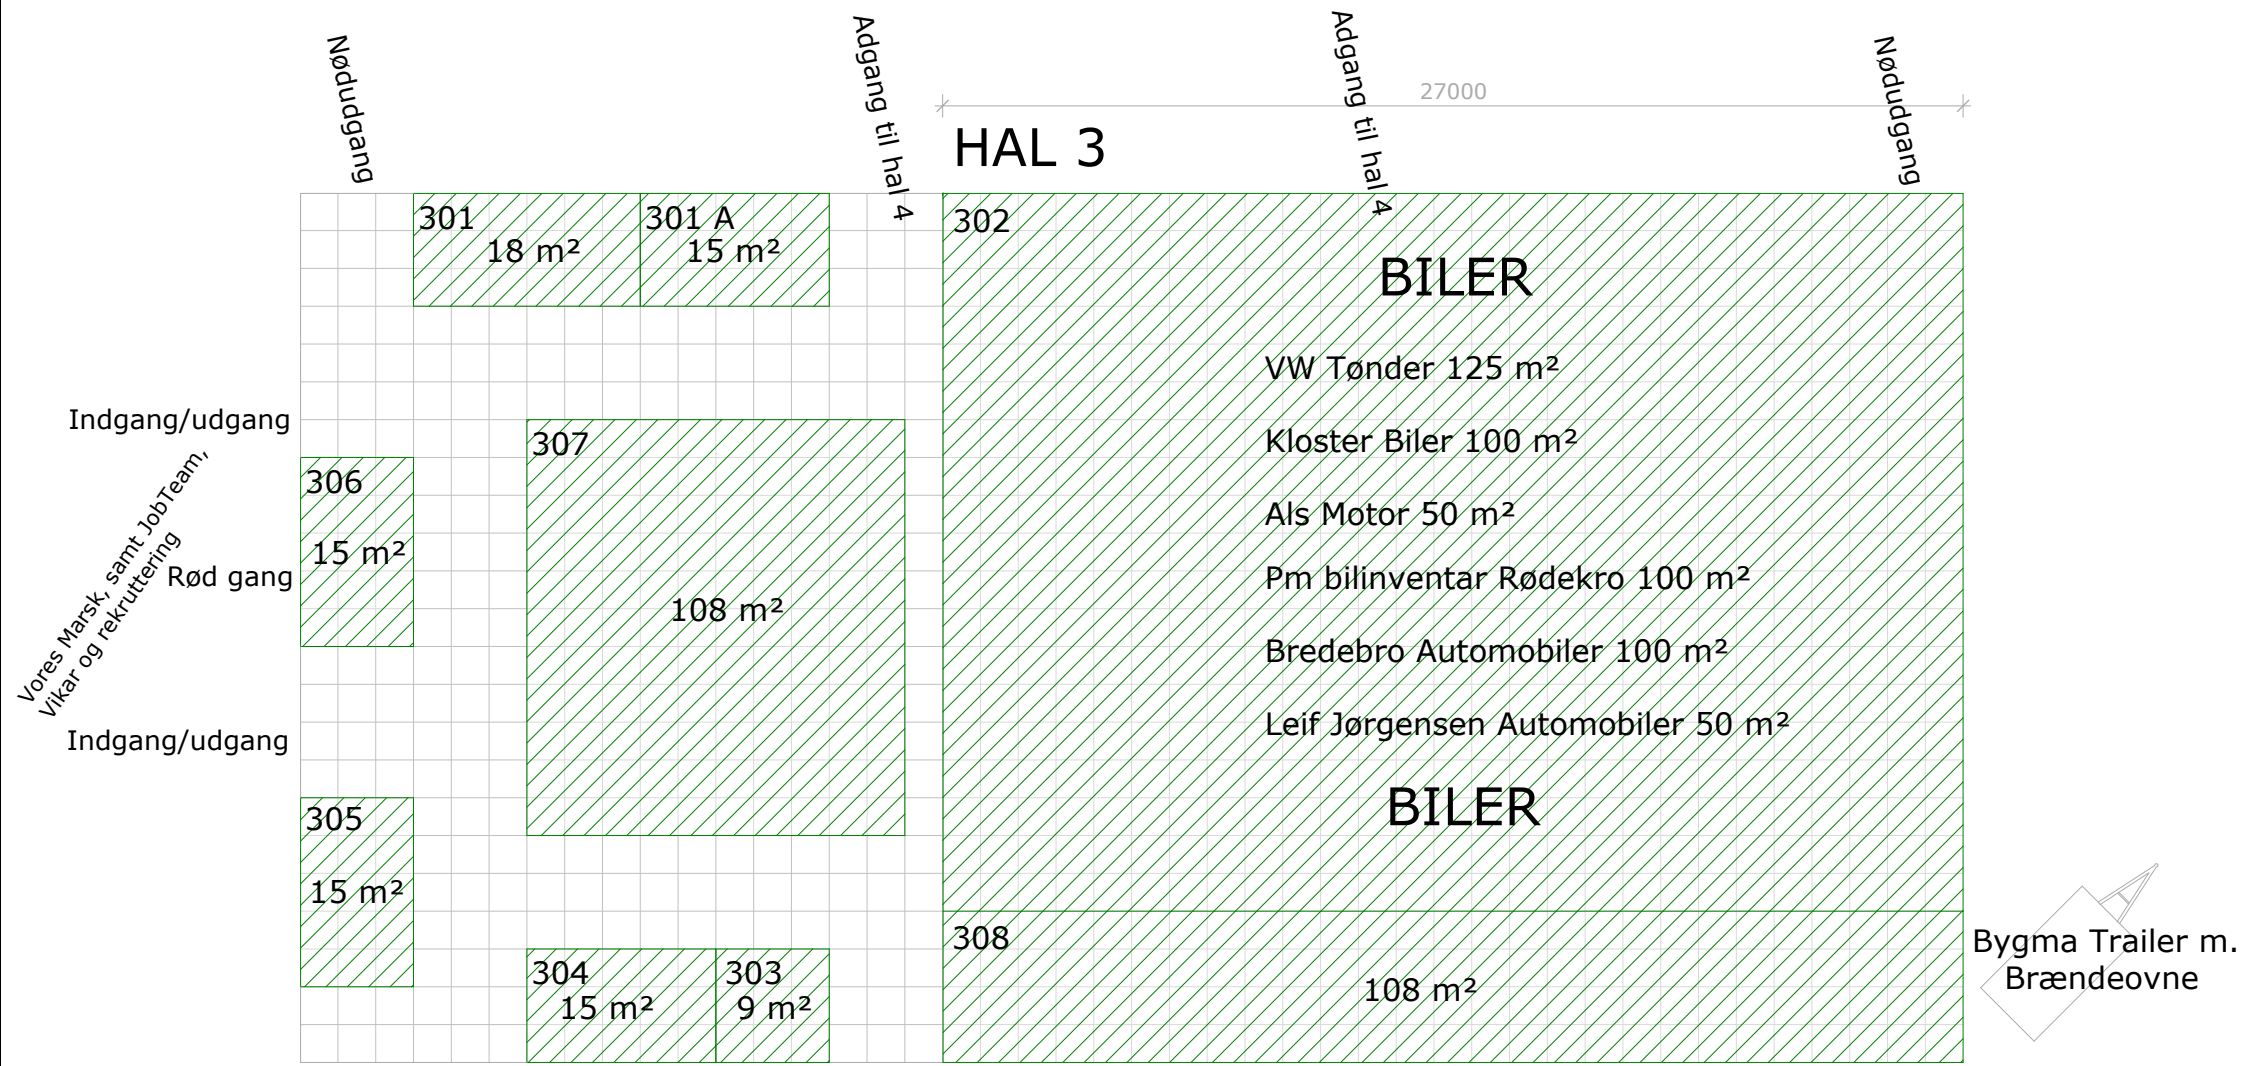 Nødudgang
Adgang til hal 4
Adgang til hal 4
Nødudgang
27000
HAL 3
301
18 m²
301 A
15 m²
302
BILER
VW Tønder 125 m²
Kloster Biler 100 m²
Als Motor 50 m²
Pm bilinventar Rødekro 100 m²
Bredebro Automobiler 100 m²
Leif Jørgensen Automobiler 50 m²
BILER
Indgang/udgang
Vores Marsk, samt JobTeam,
Vikar og rekruttering
306
15 m²
Rød gang
307
108 m²
Indgang/udgang
305
15 m²
304
15 m²
303
9 m²
308
108 m²
Bygma Trailer m.
Brændeovne